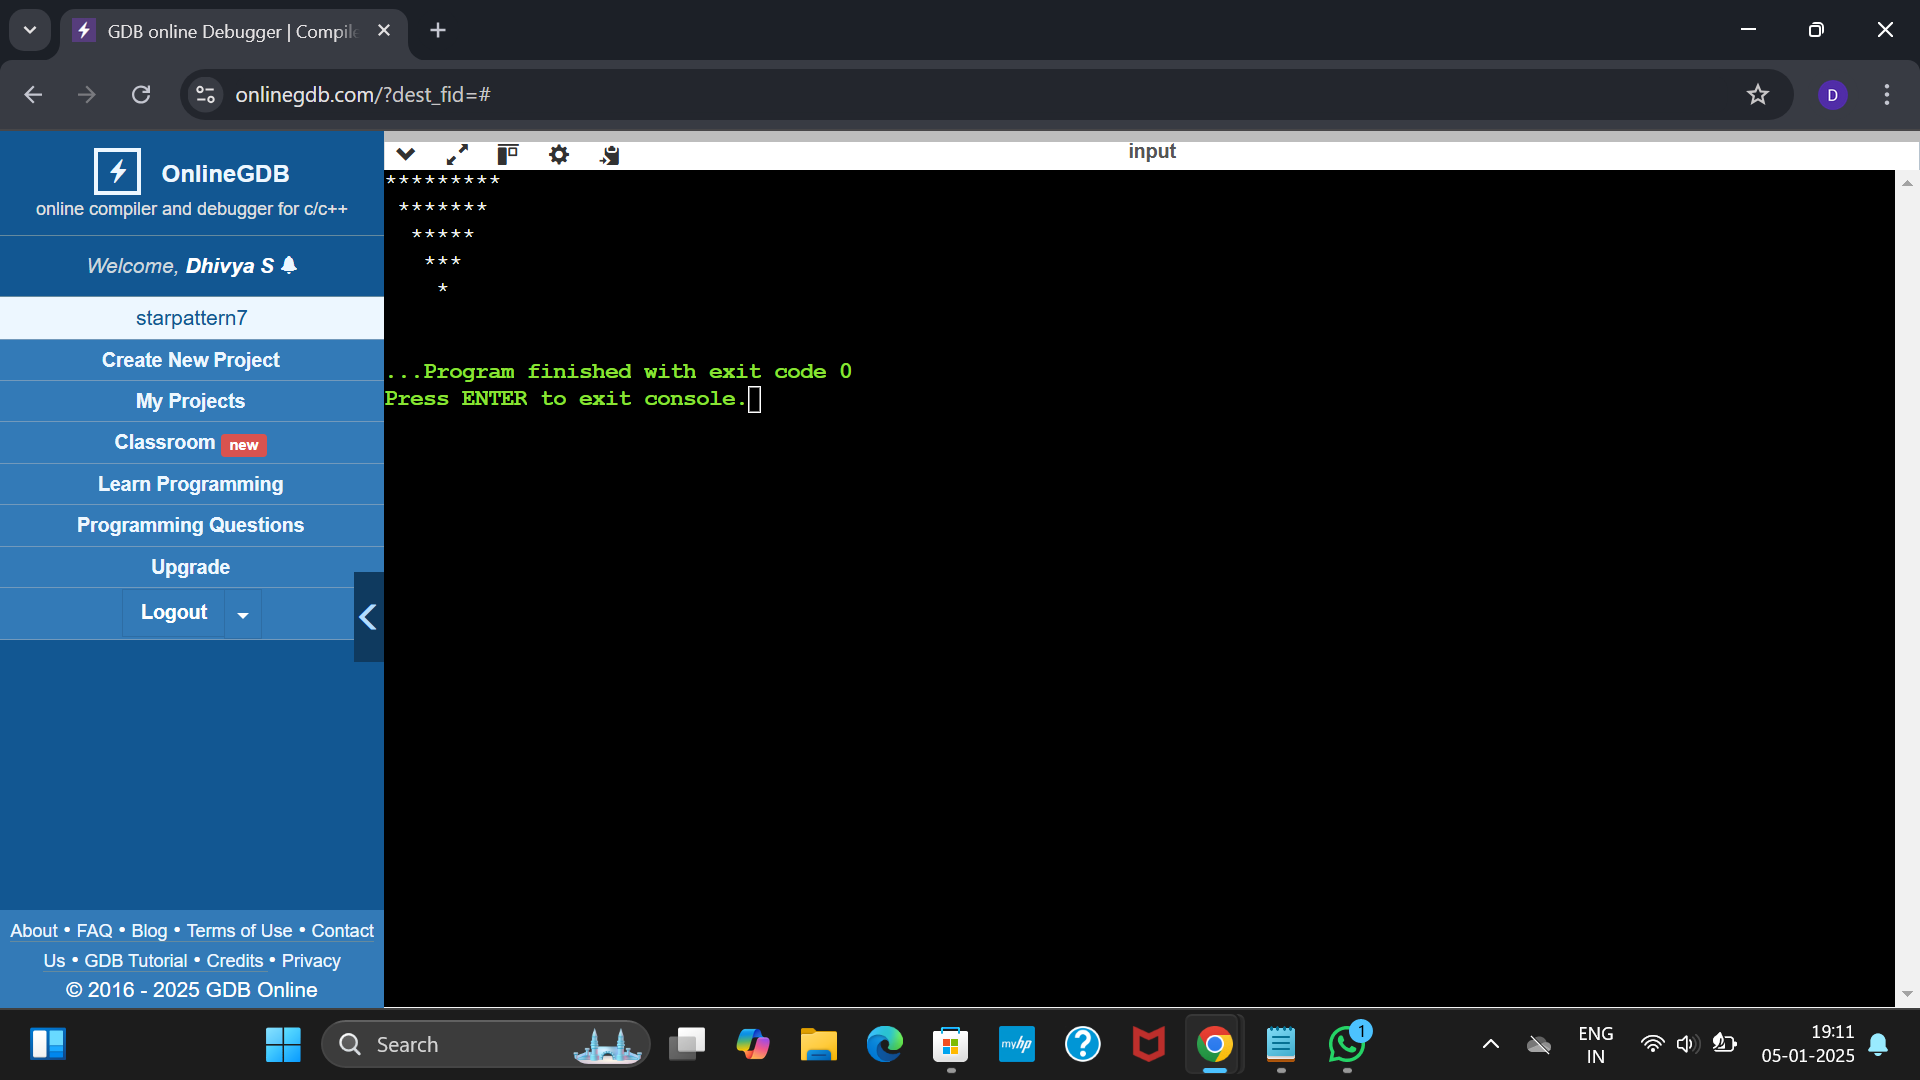 GDB online Debugger | Compile
onlinegdb.com/?dest_fid=#
OnlineGDB
online compiler and debugger for c/c++
Welcome, Dhivya S
starpattern7
Create New Project
My Projects
Classroom new
Learn Programming
Programming Questions
Upgrade
Logout
About • FAQ • Blog • Terms of Use • Contact
Us • GDB Tutorial • Credits • Privacy
© 2016 - 2025 GDB Online
input
*********
 *******
  *****
   ***
    *
...Program finished with exit code 0
Press ENTER to exit console.
D
Search
myhp
1
ENG
IN
19:11
05-01-2025